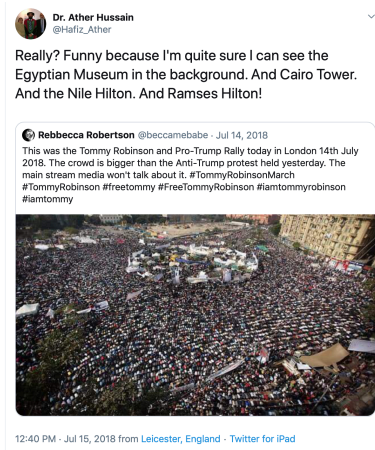 Dr. Ather Hussain
@Hafiz_Ather
Really? Funny because I'm quite sure I can see the
Egyptian Museum in the background. And Cairo Tower.
And the Nile Hilton. And Ramses Hilton!
Rebbecca Robertson @beccamebabe · Jul 14, 2018
This was the Tommy Robinson and Pro-Trump Rally today in London 14th July
2018. The crowd is bigger than the Anti-Trump protest held yesterday. The
main stream media won't talk about it. #TommyRobinsonMarch
#TommyRobinson #freetommy #FreeTommyRobinson #iamtommyrobinson
#iamtommy
12:40 PM · Jul 15, 2018 from Leicester, England · Twitter for iPad